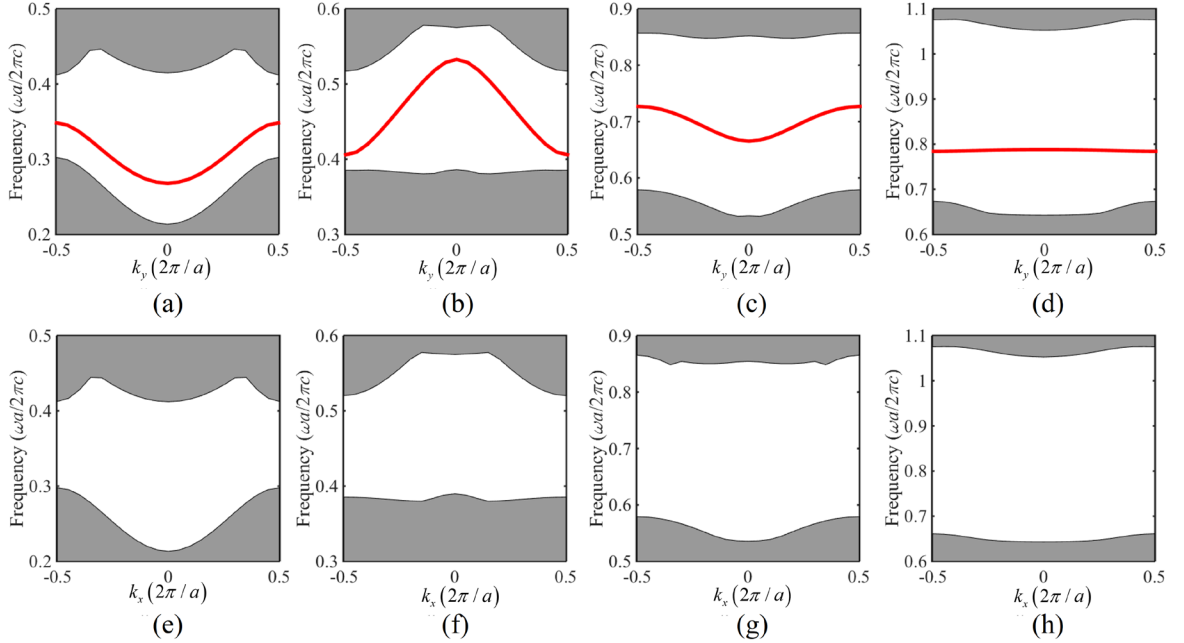 0.5
0.4
0.3
0.2
Frequency (ωa/2πc)
-0.5 0 0.5
k_y (2π / a)
(a)
0.6
0.5
0.4
0.3
Frequency (ωa/2πc)
-0.5 0 0.5
k_y (2π / a)
(b)
0.9
0.8
0.7
0.6
0.5
Frequency (ωa/2πc)
-0.5 0 0.5
k_y (2π / a)
(c)
1.1
1
0.9
0.8
0.7
0.6
Frequency (ωa/2πc)
-0.5 0 0.5
k_y (2π / a)
(d)
0.5
0.4
0.3
0.2
Frequency (ωa/2πc)
-0.5 0 0.5
k_x (2π / a)
(e)
0.6
0.5
0.4
0.3
Frequency (ωa/2πc)
-0.5 0 0.5
k_x (2π / a)
(f)
0.9
0.8
0.7
0.6
0.5
Frequency (ωa/2πc)
-0.5 0 0.5
k_x (2π / a)
(g)
1.1
1
0.9
0.8
0.7
0.6
Frequency (ωa/2πc)
-0.5 0 0.5
k_x (2π / a)
(h)